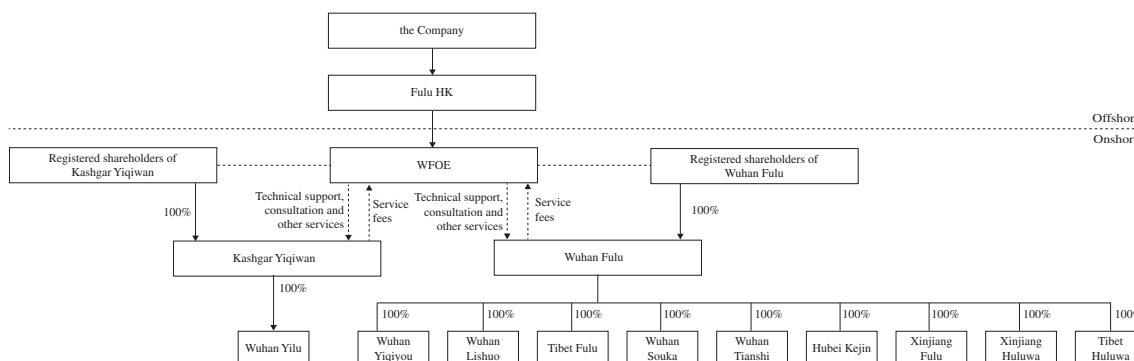 the Company
Fulu HK
Offshor
Onshor
Registered shareholders of
Kashgar Yiqiwan
WFOE
Registered shareholders of
Wuhan Fulu
100%
Technical support,
consultation and
other services
Service
fees
Technical support,
consultation and
other services
Service
fees
100%
Kashgar Yiqiwan
Wuhan Fulu
100%
100%
100%
100%
100%
100%
100%
100%
100%
100%
Wuhan Yilu
Wuhan
Yiqiyou
Wuhan
Lishuo
Tibet Fulu
Wuhan
Souka
Wuhan
Tianshi
Hubei Kejin
Xinjiang
Fulu
Xinjiang
Huluwa
Tibet
Huluwa